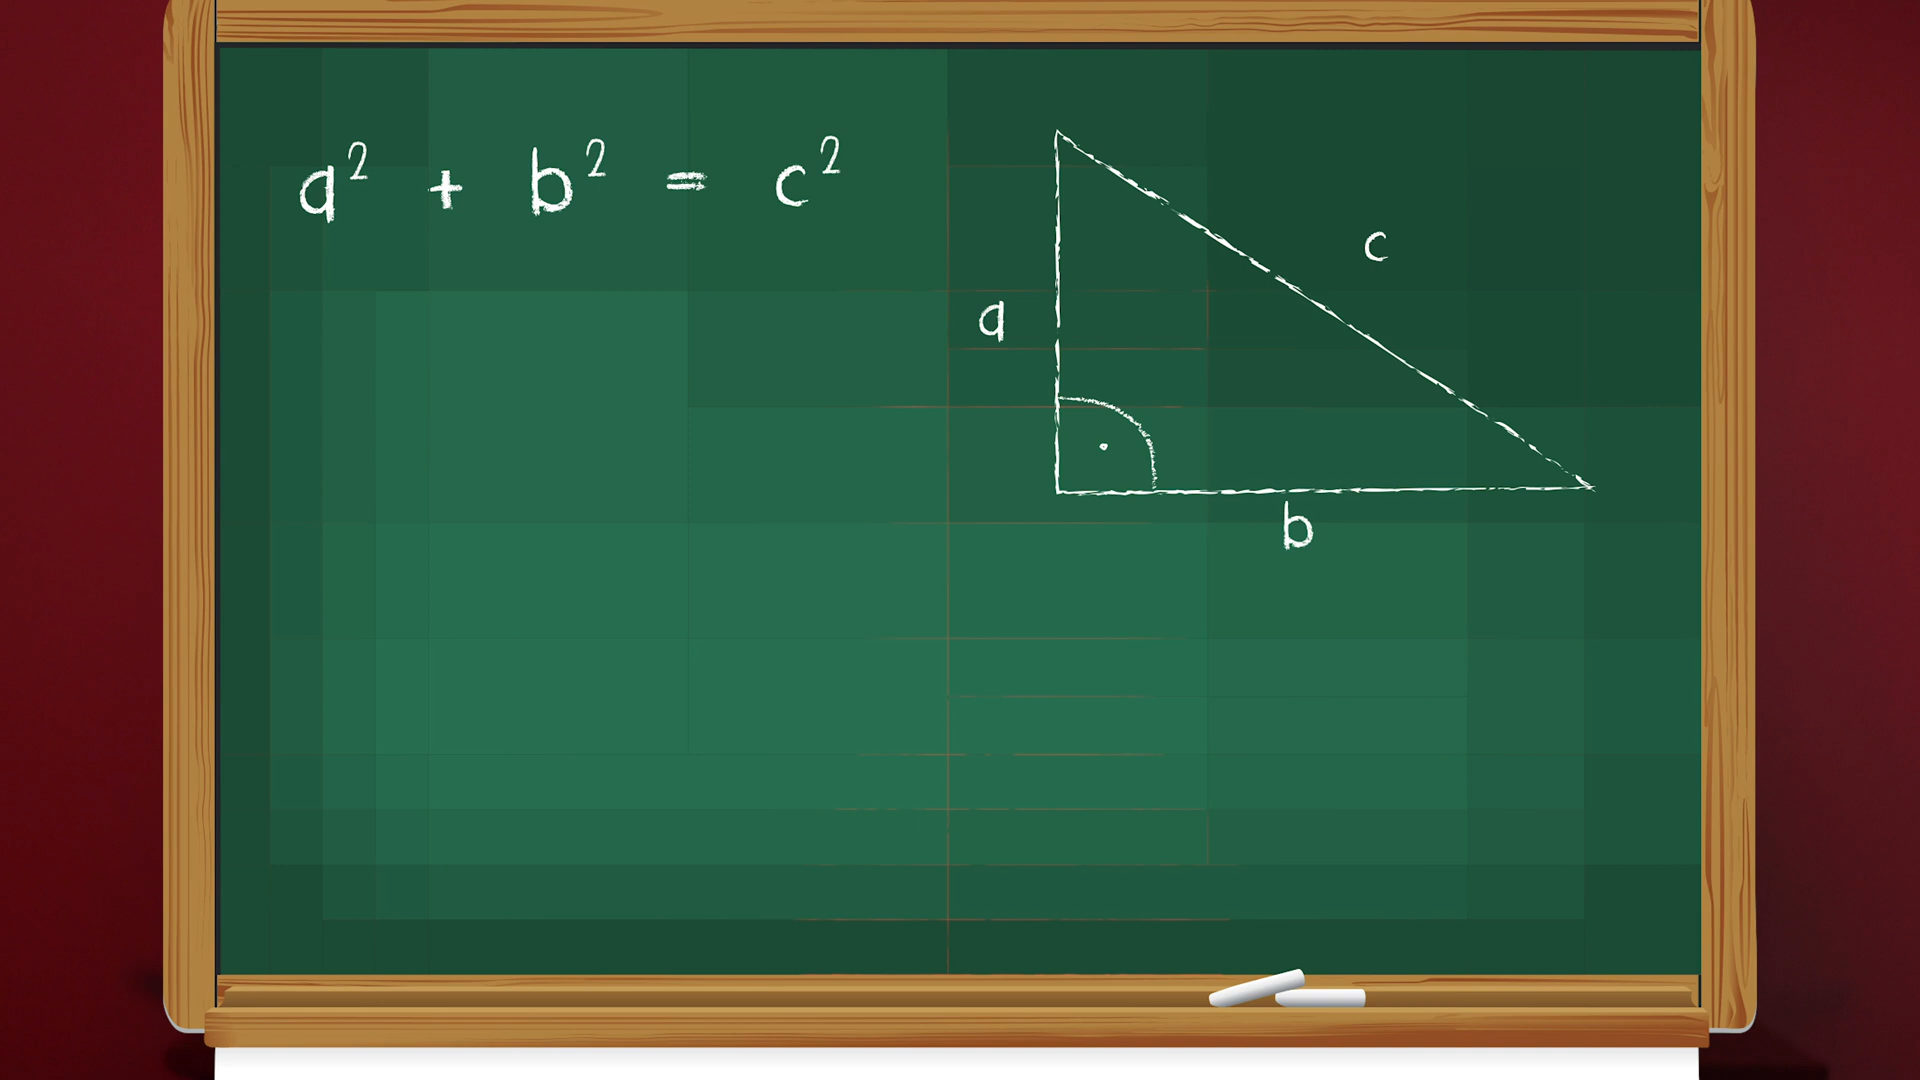 a² + b² = c²
c
a
b